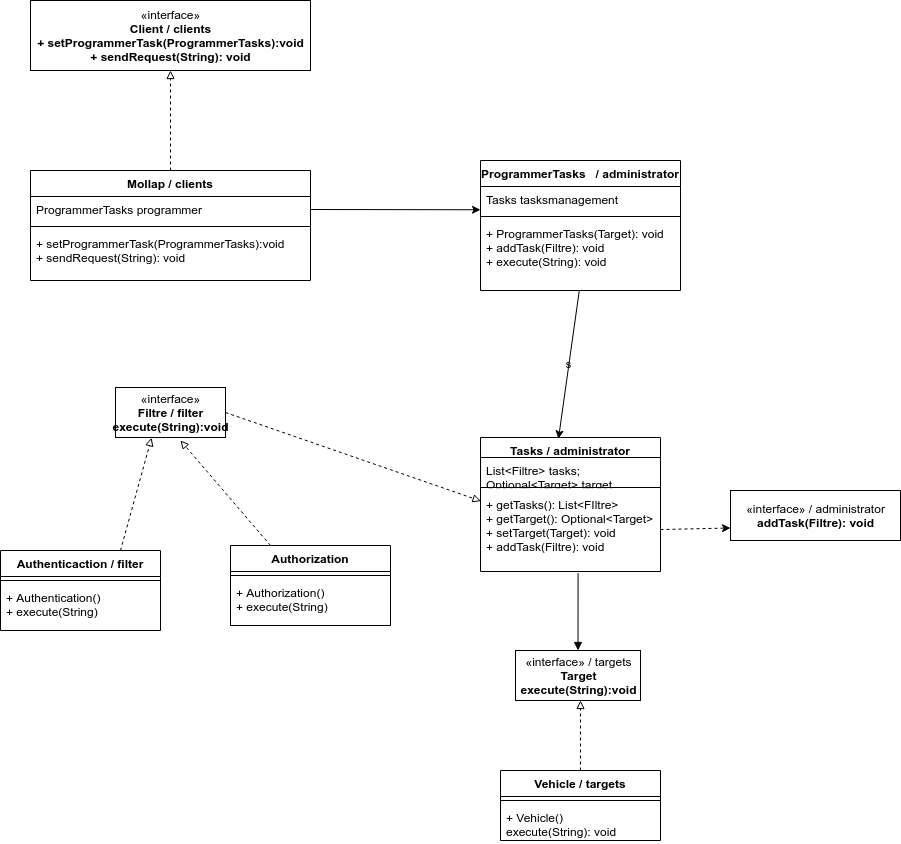 «interface»
Client / clients
+ setProgrammerTask(ProgrammerTasks):void
+ sendRequest(String): void
Mollap / clients
ProgrammerTasks programmer
+ setProgrammerTask(ProgrammerTasks):void
+ sendRequest(String): void
ProgrammerTasks / administrator
Tasks tasksmanagement
+ ProgrammerTasks(Target): void
+ addTask(Filtre): void
+ execute(String): void
s
«interface»
Filtre / filter
execute(String):void
Tasks / administrator
List<Filtre> tasks;
Optional<Target> target
+ getTasks(): List<FIltre>
+ getTarget(): Optional<Target>
+ setTarget(Target): void
+ addTask(Filtre): void
«interface» / administrator
addTask(Filtre): void
Authenticaction / filter
+ Authentication()
+ execute(String)
Authorization
+ Authorization()
+ execute(String)
«interface» / targets
Target
execute(String):void
Vehicle / targets
+ Vehicle()
execute(String): void